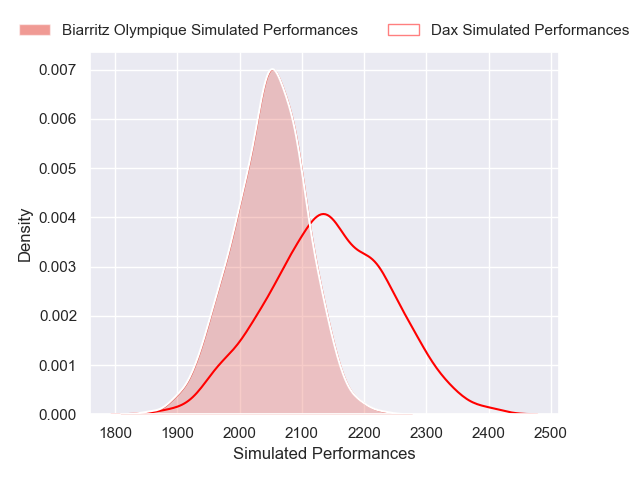 Biarritz Olympique Simulated Performances
Dax Simulated Performances
0.007
0.006
0.005
0.004
0.003
0.002
0.001
0.000
Density
1800 1900 2000 2100 2200 2300 2400 2500
Simulated Performances